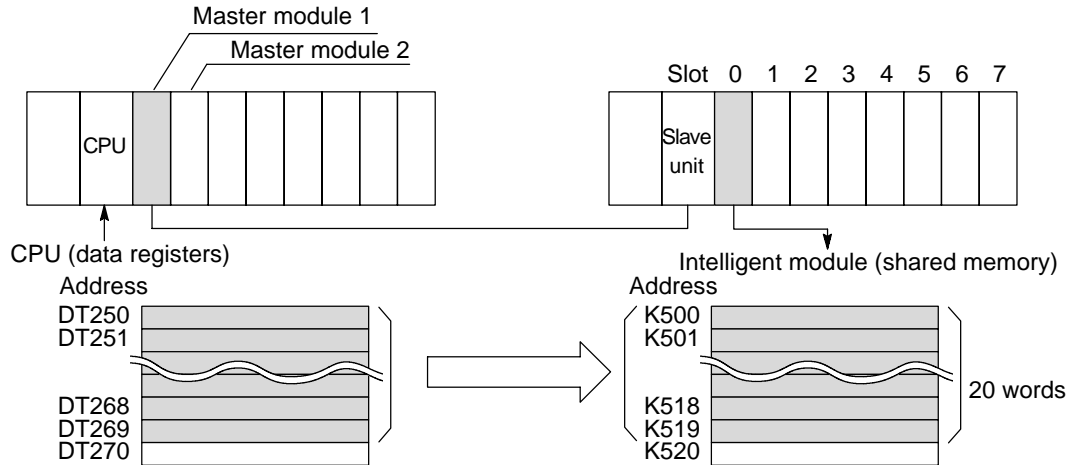 Master module 1
Master module 2
Slot 0 1 2 3 4 5 6 7
CPU
Slave
unit
CPU (data registers)
Intelligent module (shared memory)
Address
DT250
DT251
DT268
DT269
DT270
Address
K500
K501
K518
K519
K520
20 words